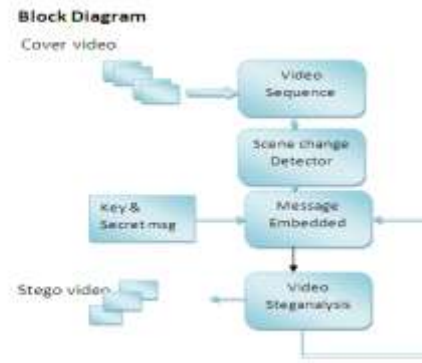 Block Diagram
Cover video
Video
Sequence
Scene change
Detector
Key &
Secret msg
Message
Embedded
Stego video
Video
Steganalysis